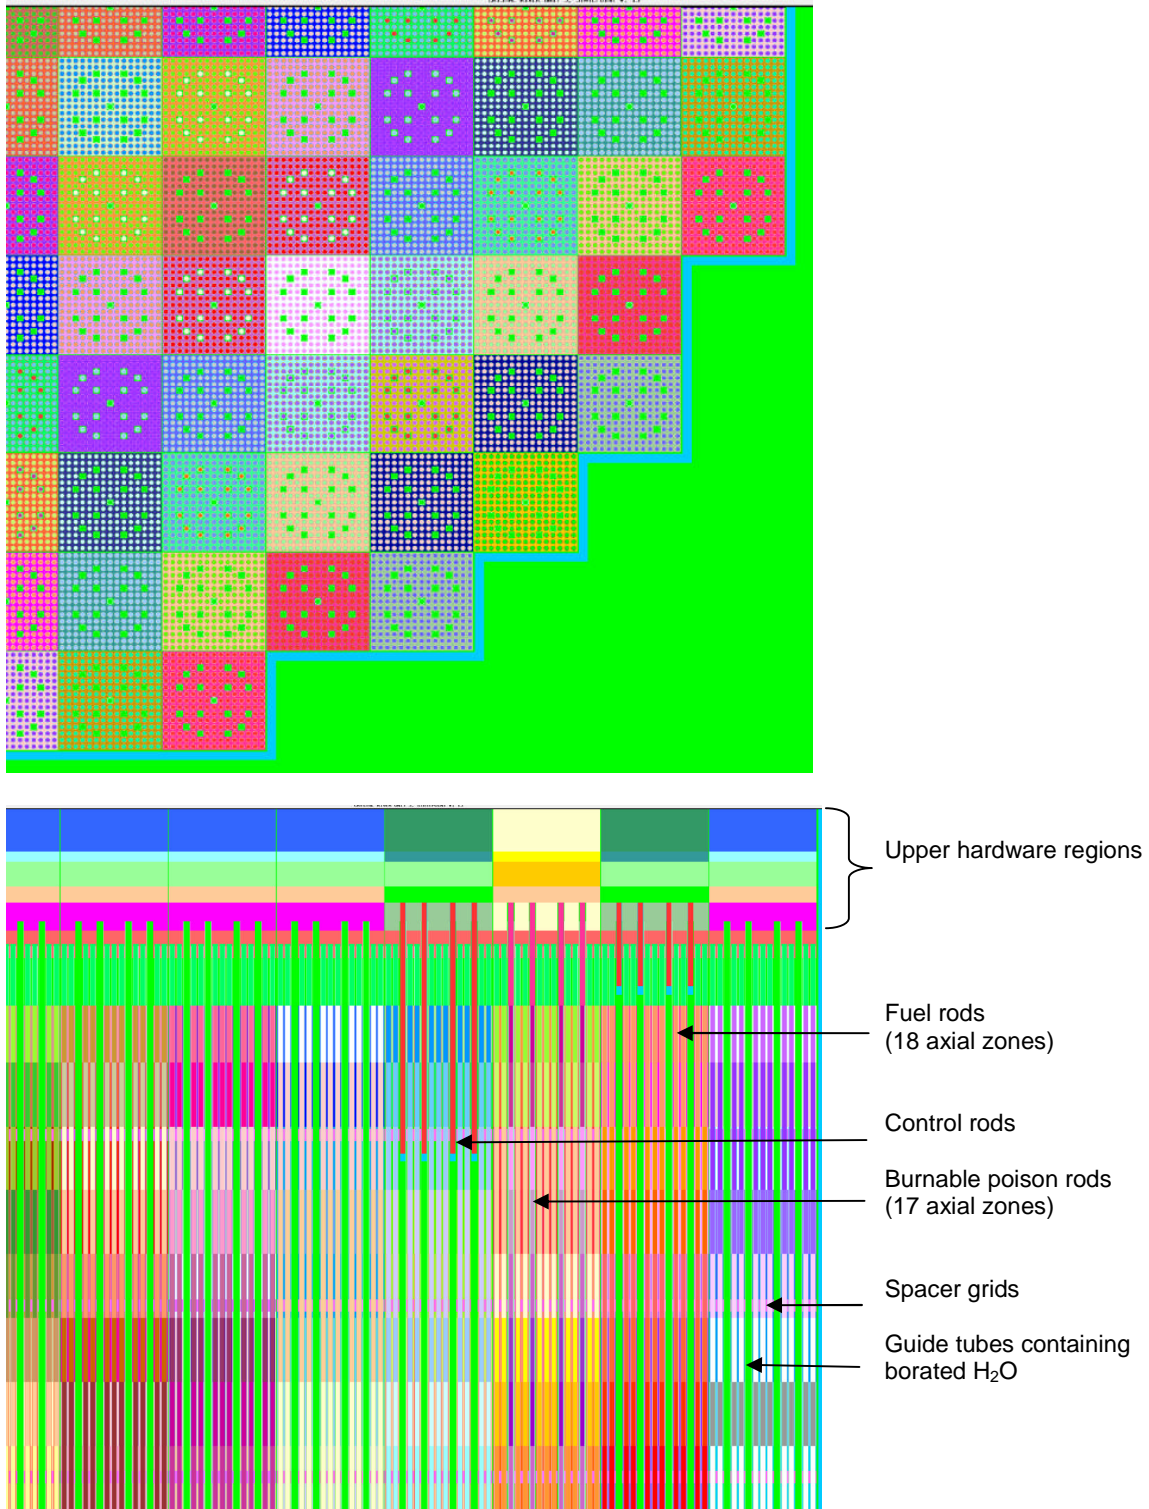 Upper hardware regions
Fuel rods
(18 axial zones)
Control rods
Burnable poison rods
(17 axial zones)
Spacer grids
Guide tubes containing
borated H₂O